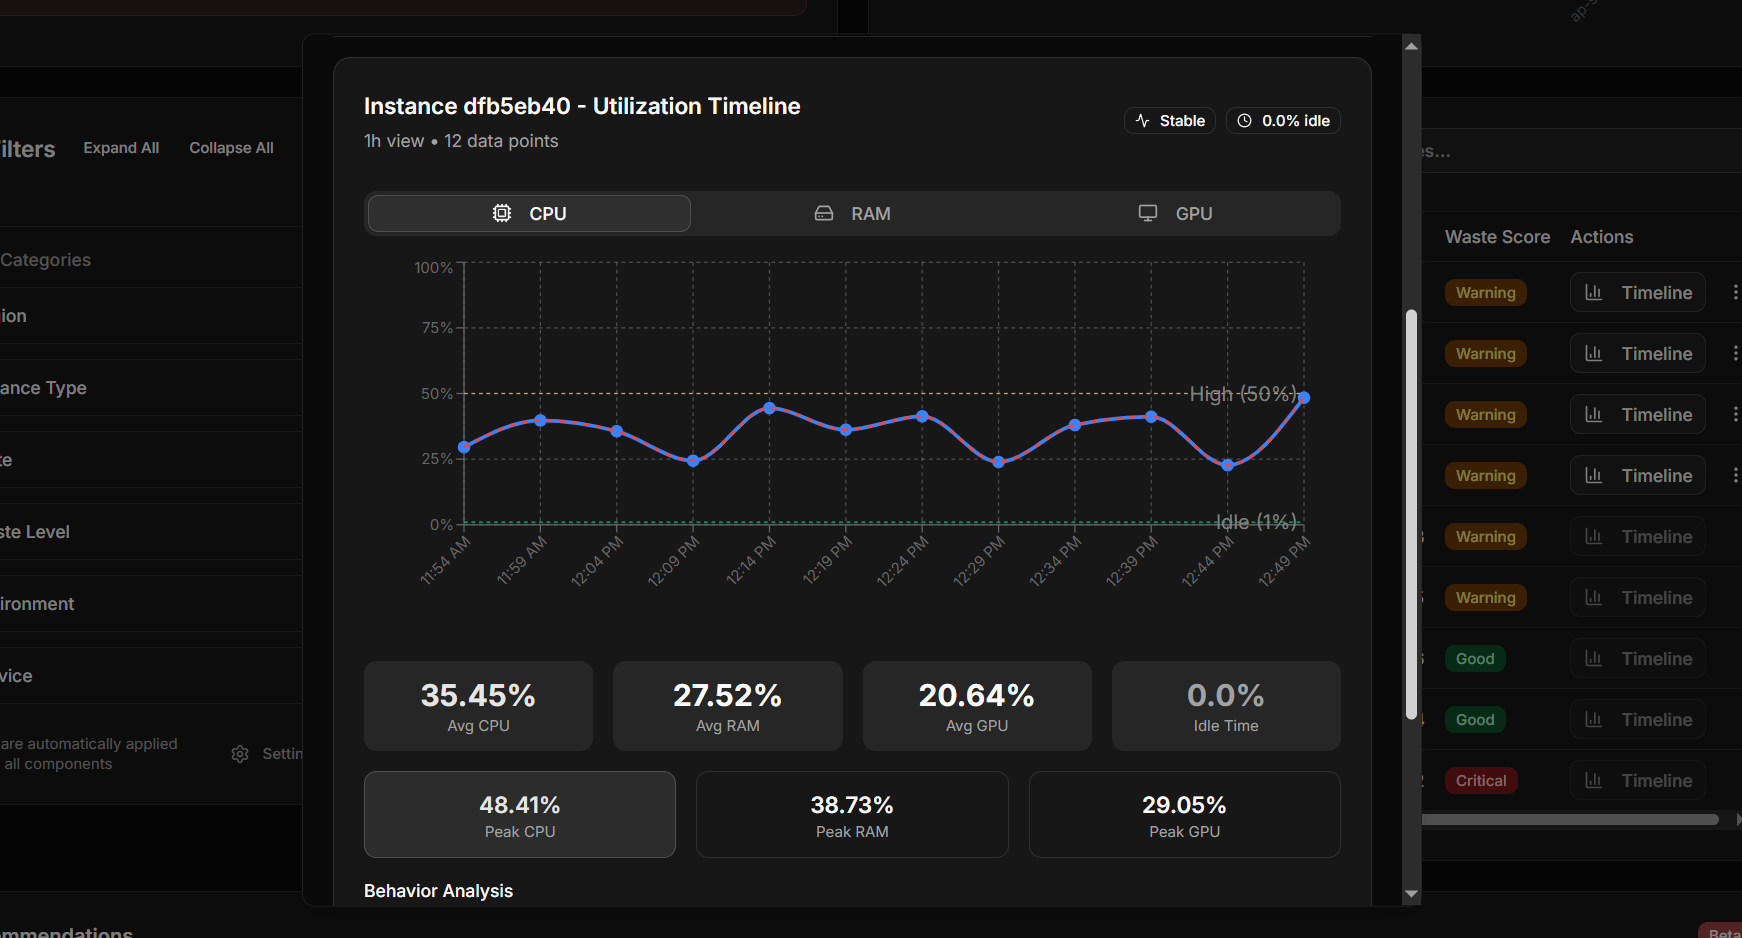 ap-s
Instance dfb5eb40 - Utilization Timeline
1h view • 12 data points
Stable
0.0% idle
ilters
Expand All
Collapse All
CPU
RAM
GPU
es...
Waste Score
Actions
Categories
gion
ance Type
te
ste Level
ironment
vice
are automatically applied
all components
Settin
100%
75%
50%
25%
0%
High (50%)
Idle (1%)
11:54 AM
11:59 AM
12:04 PM
12:09 PM
12:14 PM
12:19 PM
12:24 PM
12:29 PM
12:34 PM
12:39 PM
12:44 PM
12:49 PM
Warning
Timeline
Warning
Timeline
Warning
Timeline
Warning
Timeline
Warning
Timeline
Warning
Timeline
Good
Timeline
Good
Timeline
Critical
Timeline
35.45%
Avg CPU
27.52%
Avg RAM
20.64%
Avg GPU
0.0%
Idle Time
48.41%
Peak CPU
38.73%
Peak RAM
29.05%
Peak GPU
Behavior Analysis
mmendations
Beta